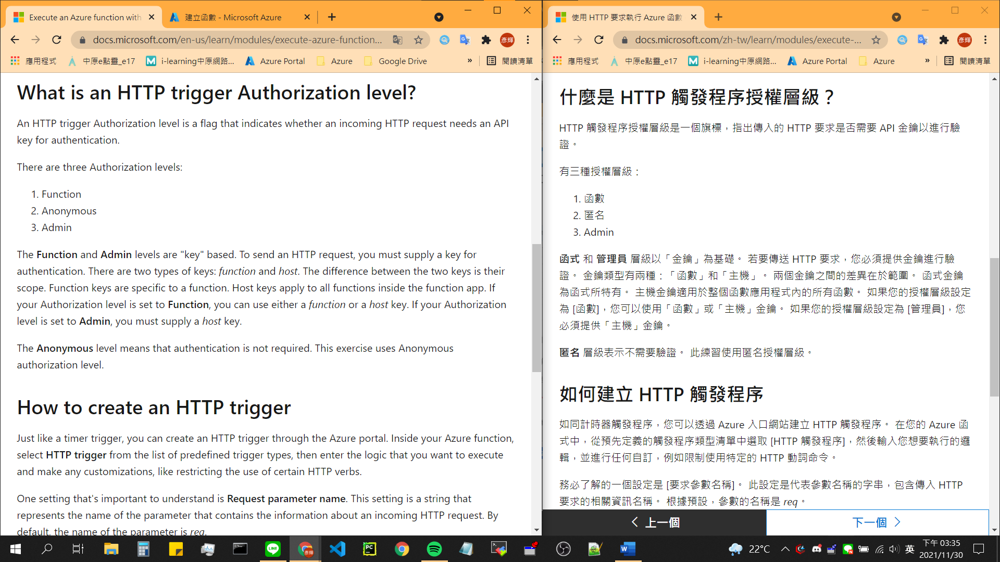 Execute an Azure function with
建立函數 - Microsoft Azure
docs.microsoft.com/en-us/learn/modules/execute-azure-function...
彥輝
應用程式
中原e點靈_e17
i-learning中原網路...
Azure Portal
Azure
Google Drive
»
閱讀清單
What is an HTTP trigger Authorization level?
An HTTP trigger Authorization level is a flag that indicates whether an incoming HTTP request needs an API
key for authentication.
There are three Authorization levels:
1. Function
2. Anonymous
3. Admin
The Function and Admin levels are "key" based. To send an HTTP request, you must supply a key for
authentication. There are two types of keys: function and host. The difference between the two keys is their
scope. Function keys are specific to a function. Host keys apply to all functions inside the function app. If
your Authorization level is set to Function, you can use either a function or a host key. If your Authorization
level is set to Admin, you must supply a host key.
The Anonymous level means that authentication is not required. This exercise uses Anonymous
authorization level.
How to create an HTTP trigger
Just like a timer trigger, you can create an HTTP trigger through the Azure portal. Inside your Azure function,
select HTTP trigger from the list of predefined trigger types, then enter the logic that you want to execute
and make any customizations, like restricting the use of certain HTTP verbs.
One setting that's important to understand is Request parameter name. This setting is a string that
represents the name of the parameter that contains the information about an incoming HTTP request. By
default, the name of the parameter is req.
使用 HTTP 要求執行 Azure 函數
docs.microsoft.com/zh-tw/learn/modules/execute-...
彥輝
應用程式
中原e點靈_e17
i-learning中原網路...
Azure Portal
Azure
»
閱讀清單
什麼是 HTTP 觸發程序授權層級？
HTTP 觸發程序授權層級是一個旗標，指出傳入的 HTTP 要求是否需要 API 金鑰以進行驗
證。
有三種授權層級：
1. 函數
2. 匿名
3. Admin
函式 和 管理員 層級以「金鑰」為基礎。 若要傳送 HTTP 要求，您必須提供金鑰進行驗
證。 金鑰類型有兩種：「函數」和「主機」。 兩個金鑰之間的差異在於範圍。 函式金鑰
為函式所特有。 主機金鑰適用於整個函數應用程式內的所有函數。 如果您的授權層級設定
為 [函數]，您可以使用「函數」或「主機」金鑰。 如果您的授權層級設定為 [管理員]，您
必須提供「主機」金鑰。
匿名 層級表示不需要驗證。 此練習使用匿名授權層級。
如何建立 HTTP 觸發程序
如同計時器觸發程序，您可以透過 Azure 入口網站建立 HTTP 觸發程序。 在您的 Azure 函
式中，從預先定義的觸發程序類型清單中選取 [HTTP 觸發程序]，然後輸入您想要執行的邏
輯，並進行任何自訂，例如限制使用特定的 HTTP 動詞命令。
務必了解的一個設定是 [要求參數名稱]。 此設定是代表參數名稱的字串，包含傳入 HTTP
要求的相關資訊名稱。 根據預設，參數的名稱是 req。
上一個
下一個
22°C
英
下午 03:35
2021/11/30